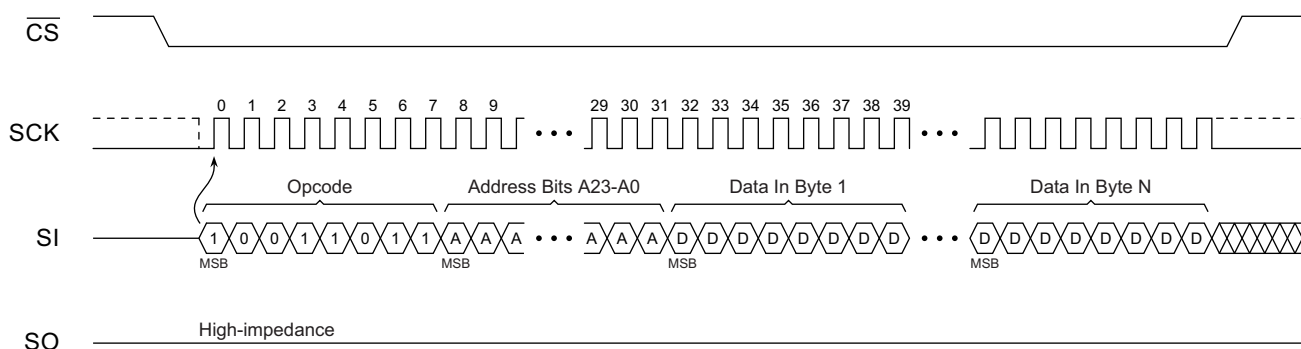 CS
SCK
0 1 2 3 4 5 6 7 8 9 29 30 31 32 33 34 35 36 37 38 39
Opcode Address Bits A23-A0 Data In Byte 1 Data In Byte N
SI
1 0 0 1 1 0 1 1 A A A A A A D D D D D D D D D D D D D D D D
MSB MSB MSB MSB
High-impedance
SO